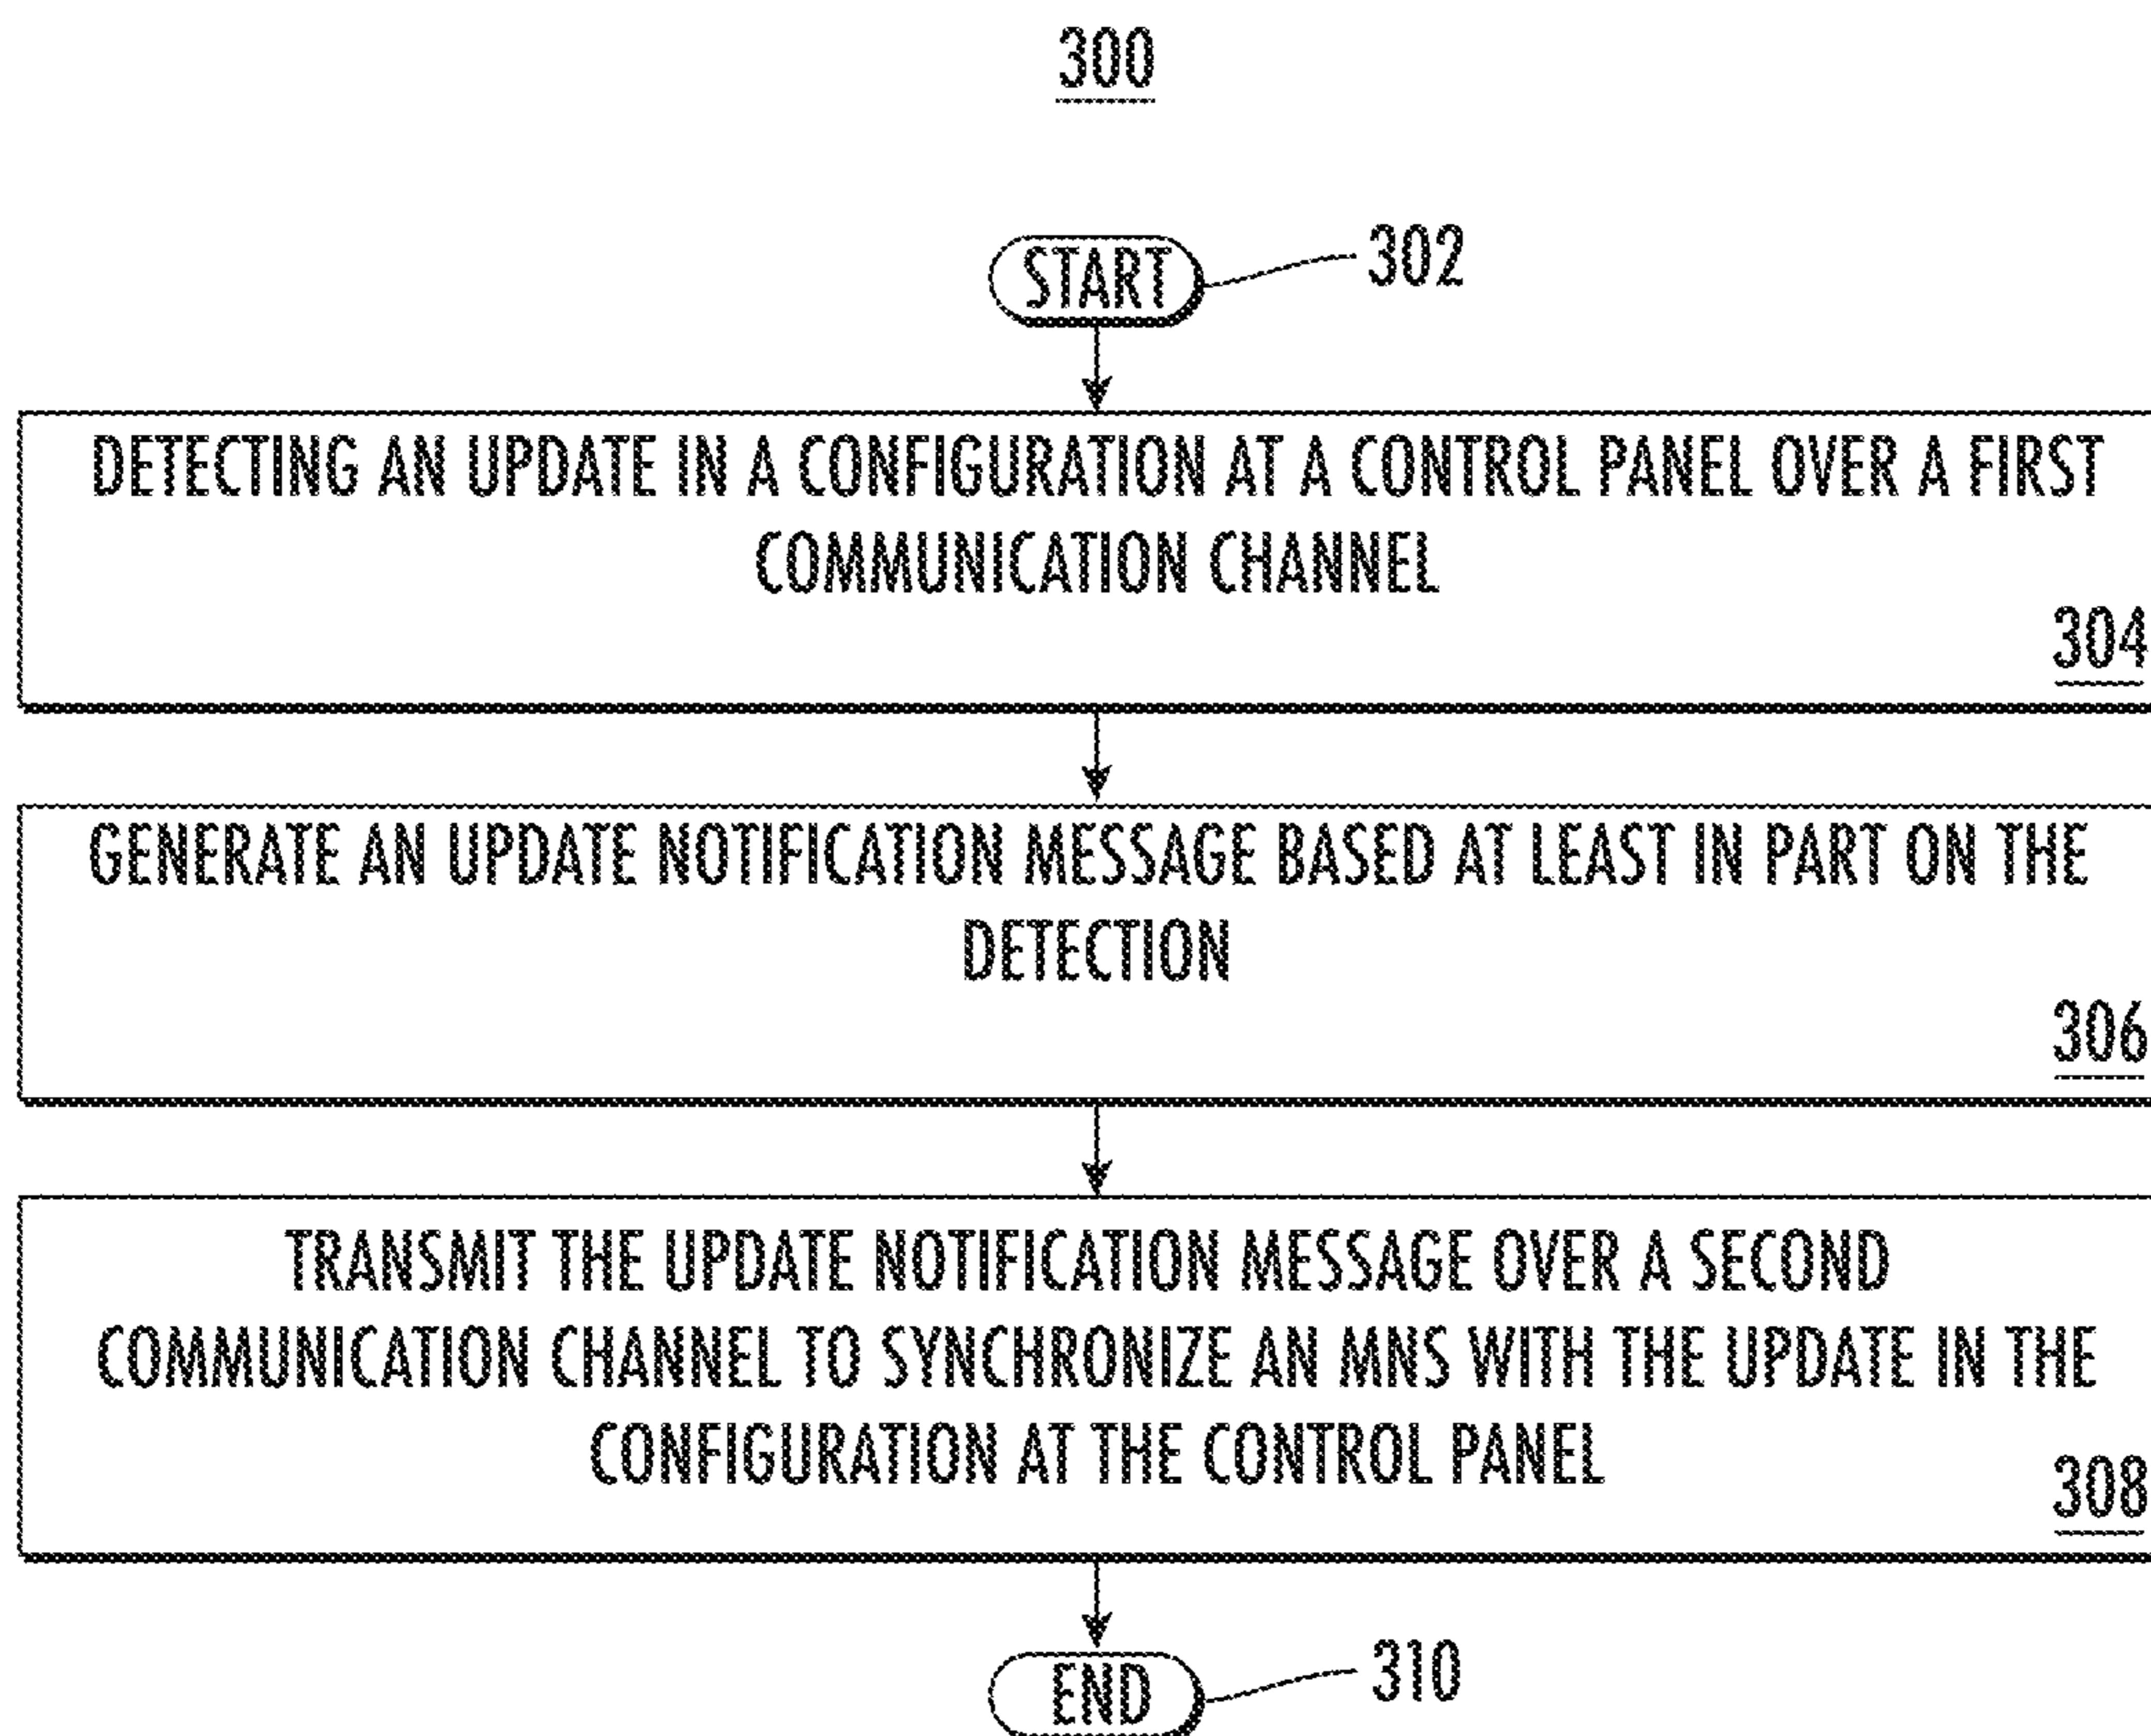 300
START
302
DETECTING AN UPDATE IN A CONFIGURATION AT A CONTROL PANEL OVER A FIRST
COMMUNICATION CHANNEL
304
GENERATE AN UPDATE NOTIFICATION MESSAGE BASED AT LEAST IN PART ON THE
DETECTION
306
TRANSMIT THE UPDATE NOTIFICATION MESSAGE OVER A SECOND
COMMUNICATION CHANNEL TO SYNCHRONIZE AN MNS WITH THE UPDATE IN THE
CONFIGURATION AT THE CONTROL PANEL
308
END
310